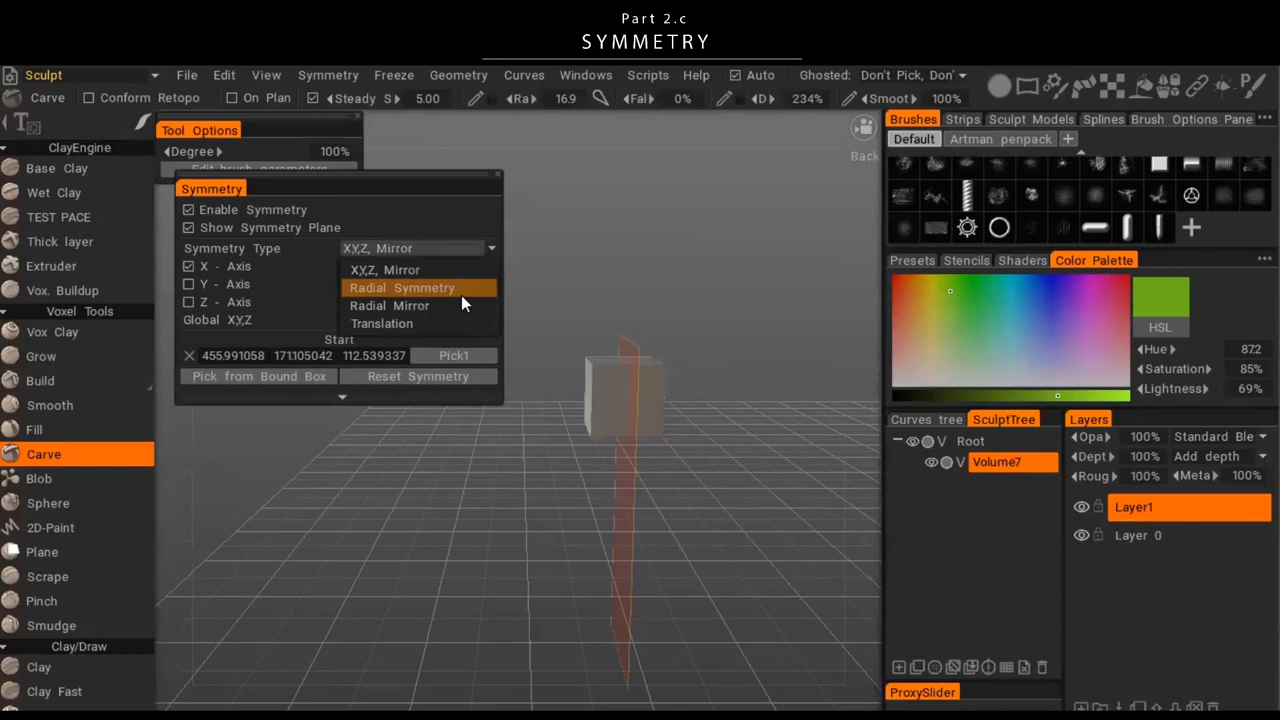 Part 2.c
SYMMETRY
Sculpt File Edit View Symmetry Freeze Geometry Curves Windows Scripts Help Auto Ghosted: Don't Pick, Don'
Carve Conform Retopo On Plan Steady S 5.00 Ra 16.9 Fal 0% D 234% Smoot 100%
ClayEngine
Base Clay
Wet Clay
TEST PACE
Thick layer
Extruder
Vox. Buildup
Voxel Tools
Vox Clay
Grow
Build
Smooth
Fill
Carve
Blob
Sphere
2D-Paint
Plane
Scrape
Pinch
Smudge
Clay/Draw
Clay
Clay Fast
Tool Options
Degree 100%
Edit brush parameters
Symmetry
Enable Symmetry
Show Symmetry Plane
Symmetry Type X,Y,Z, Mirror
X - Axis
Y - Axis
Z - Axis
Global X,Y,Z
X,Y,Z, Mirror
Radial Symmetry
Radial Mirror
Translation
Start
455.991058 171.105042 112.539337 Pick1
Pick from Bound Box Reset Symmetry
Back
Brushes Strips Sculpt Models Splines Brush Options Pane
Default Artman penpack
Presets Stencils Shaders Color Palette
HSL
Hue 87.2
Saturation 85%
Lightness 69%
Curves tree SculptTree
V Root
V Volume7
ProxySlider
Layers
Opa 100% Standard Ble
Dept 100% Add depth
Roug 100% Meta 100%
Layer1
Layer 0